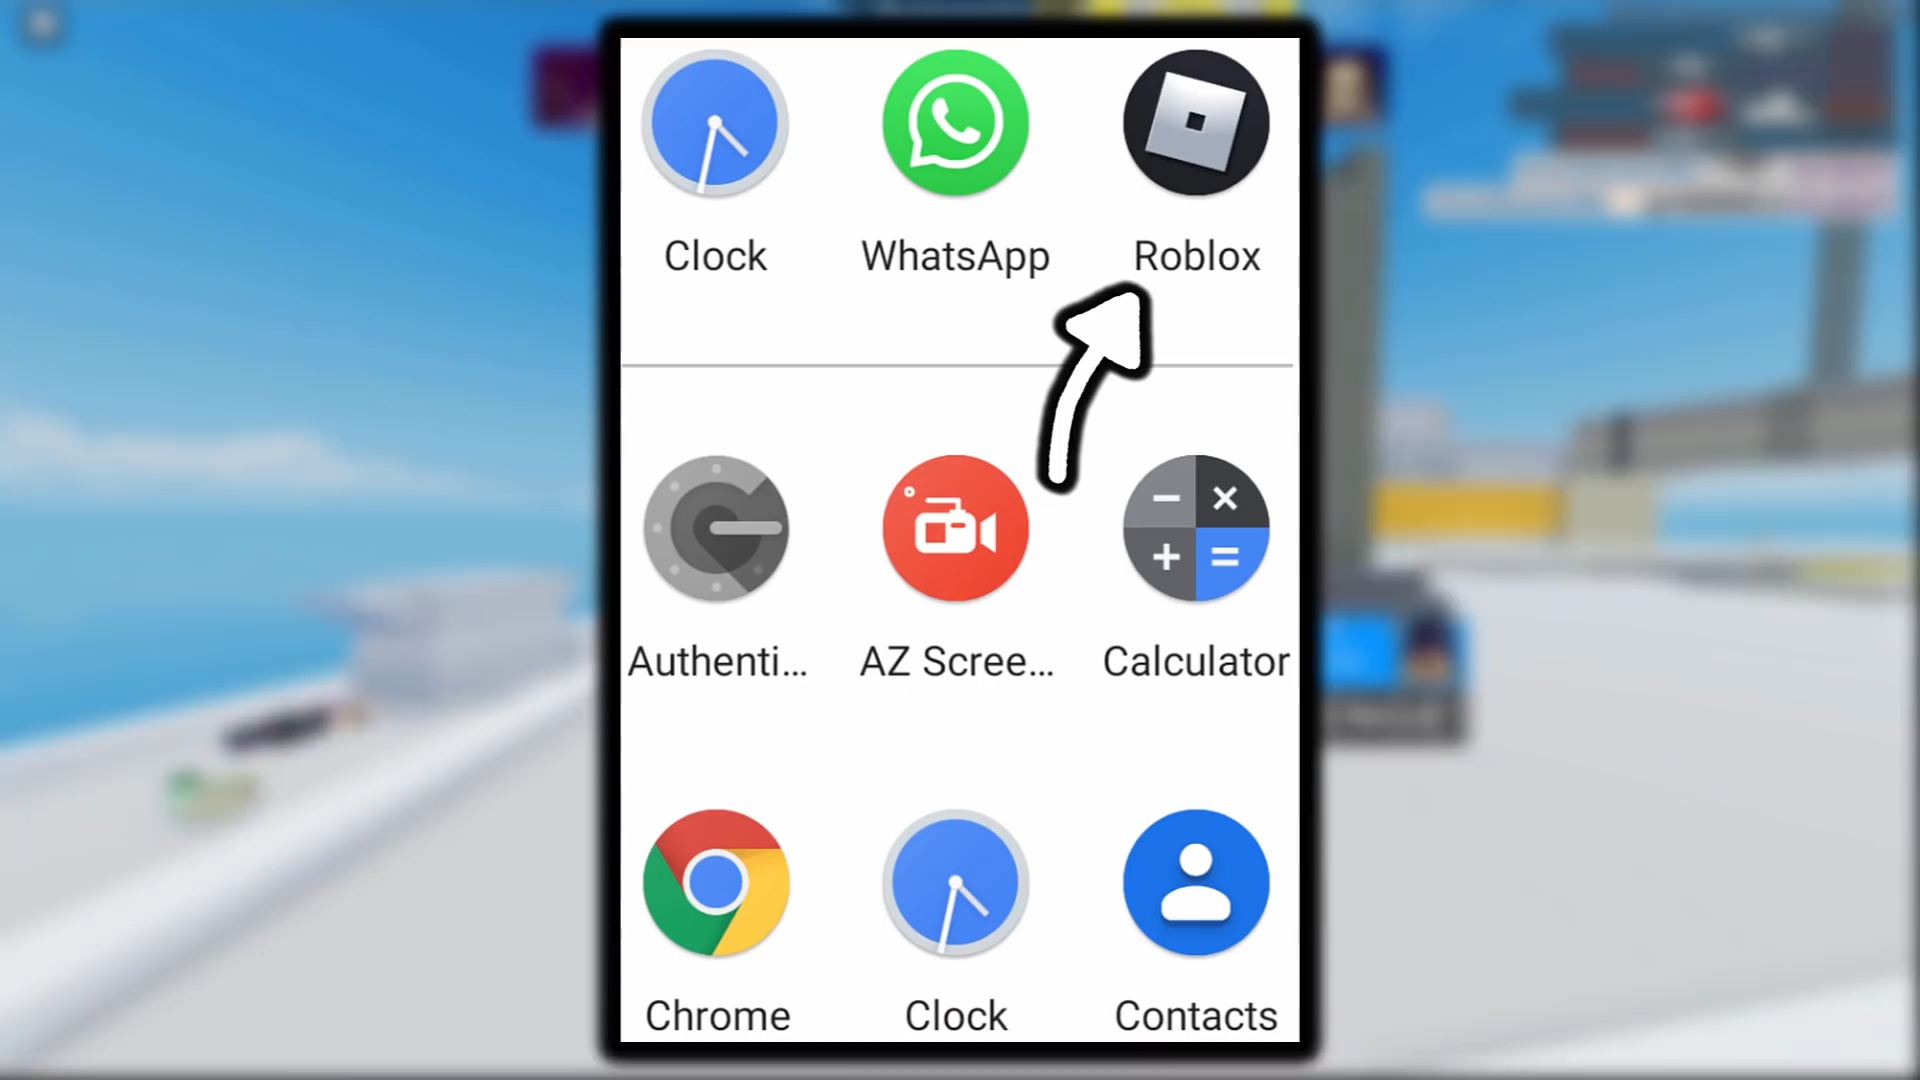 Clock WhatsApp Roblox
Authenti... AZ Scree... Calculator
Chrome Clock Contacts